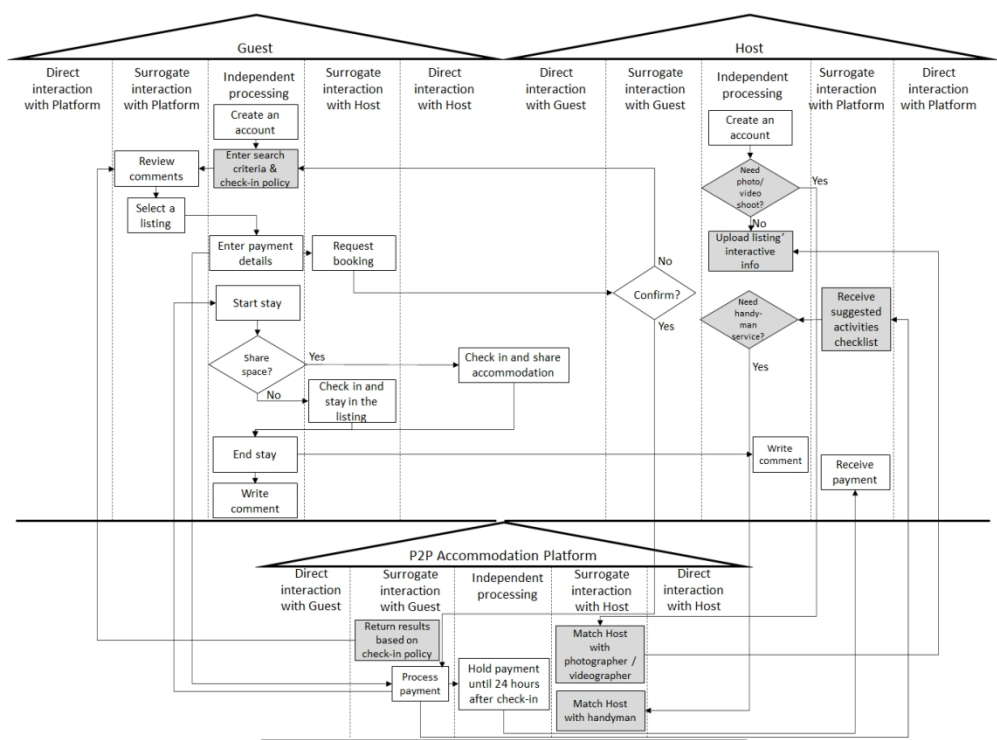 Guest
Host
Direct
interaction
with Platform
Surrogate
interaction
with Platform
Independent
processing
Surrogate
interaction
with Host
Direct
interaction
with Host
Direct
interaction
with Guest
Surrogate
interaction
with Guest
Independent
processing
Surrogate
interaction
with Platform
Direct
interaction
with Platform
Create an
account
Create an
account
Review
comments
Enter search
criteria &
check-in policy
Need
photo/
video
shoot?
Yes
No
Select a
listing
Enter payment
details
Request
booking
Upload listing'
interactive
info
No
Confirm?
Yes
Start stay
Need
handy-
man
service?
Yes
Receive
suggested
activities
checklist
Share
space?
Yes
No
Check in and share
accommodation
Check in and
stay in the
listing
End stay
Write
comment
Receive
payment
Write
comment
P2P Accommodation Platform
Direct
interaction
with Guest
Surrogate
interaction
with Guest
Independent
processing
Surrogate
interaction
with Host
Direct
interaction
with Host
Return results
based on
check-in policy
Match Host
with
photographer /
videographer
Process
payment
Hold payment
until 24 hours
after check-in
Match Host
with handyman